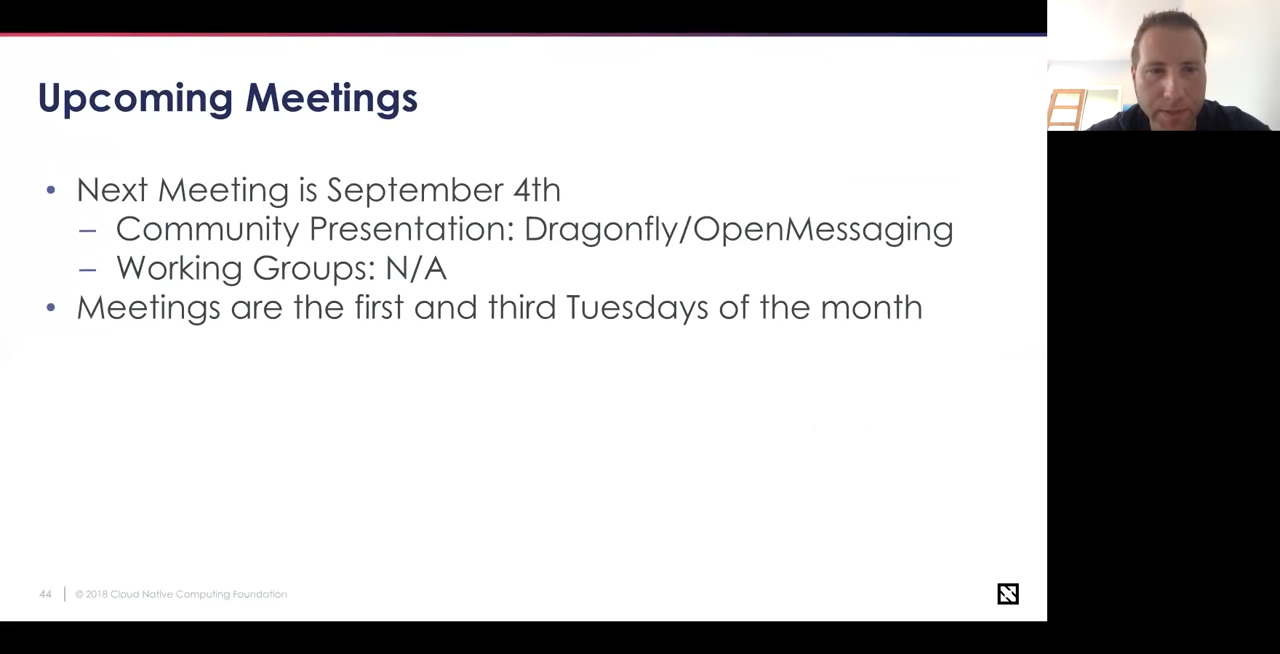 Upcoming Meetings
• Next Meeting is September 4th
– Community Presentation: Dragonfly/OpenMessaging
– Working Groups: N/A
• Meetings are the first and third Tuesdays of the month
44 © 2018 Cloud Native Computing Foundation